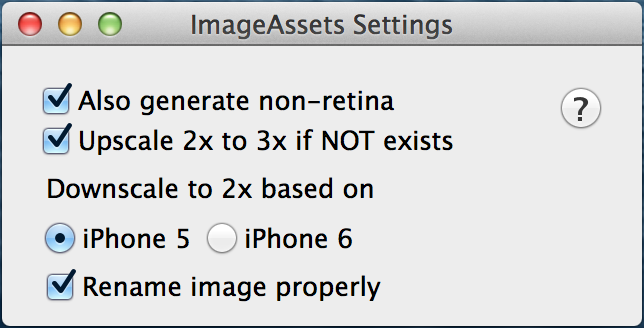 ImageAssets Settings
Also generate non-retina
?
Upscale 2x to 3x if NOT exists
Downscale to 2x based on
iPhone 5 iPhone 6
Rename image properly